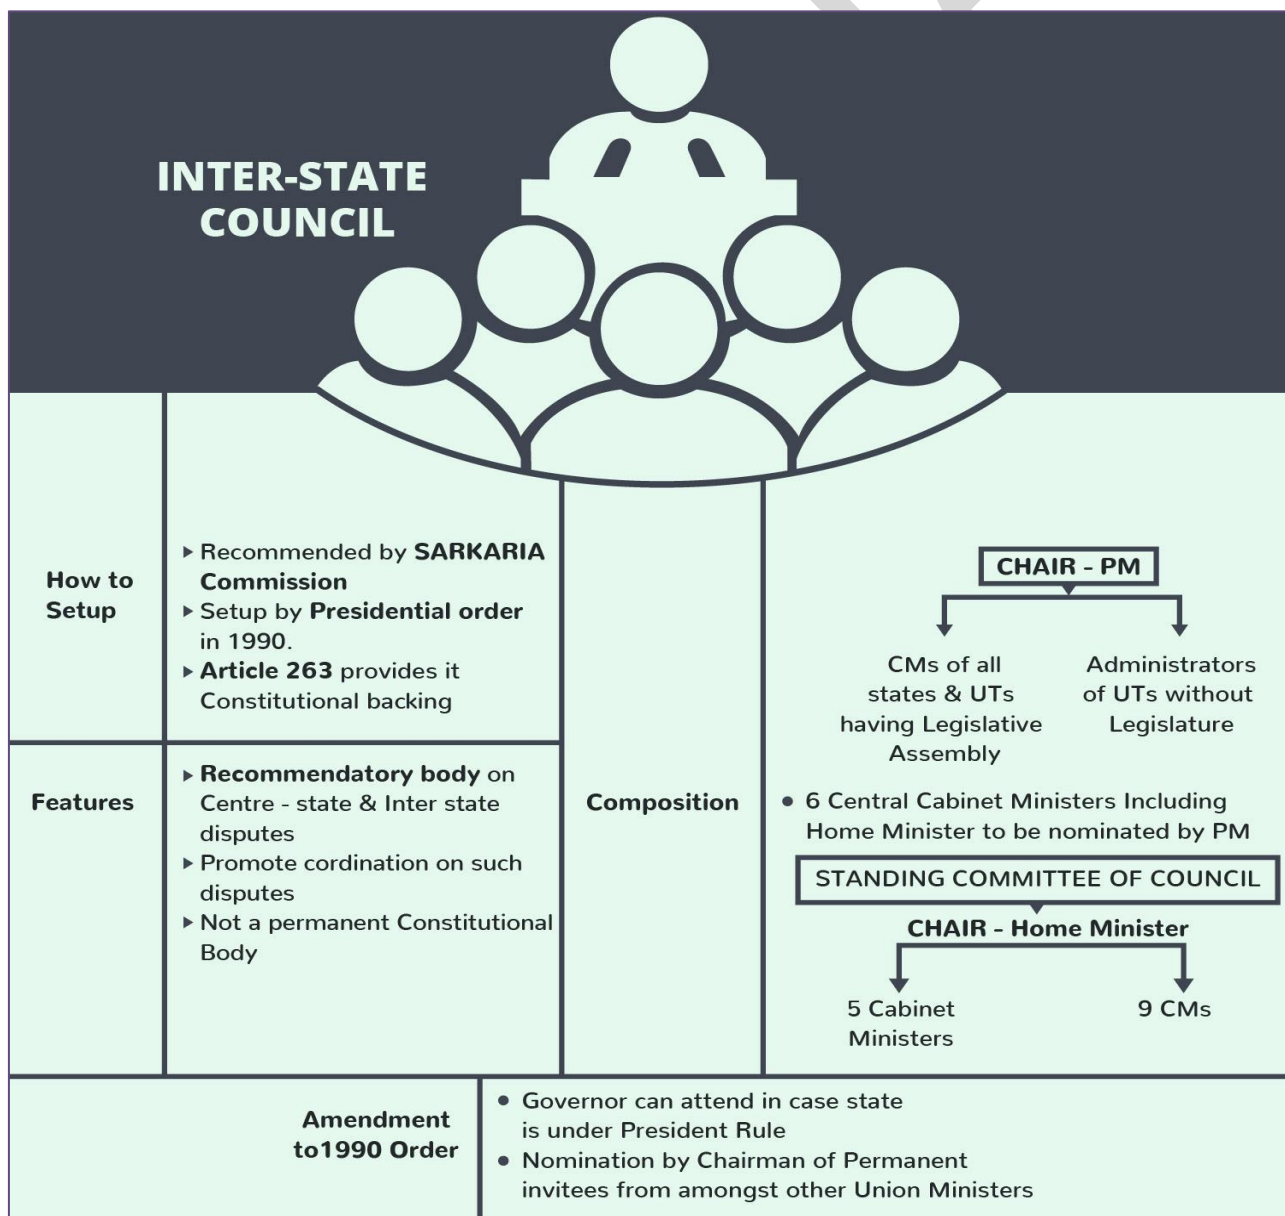 INTER-STATE
COUNCIL
How to
Setup
▸ Recommended by SARKARIA
Commission
▸ Setup by Presidential order
in 1990.
▸ Article 263 provides it
Constitutional backing
Features
▸ Recommendatory body on
Centre - state & Inter state
disputes
▸ Promote cordination on such
disputes
▸ Not a permanent Constitutional
Body
Composition
CHAIR - PM
CMs of all
states & UTs
having Legislative
Assembly
Administrators
of UTs without
Legislature
• 6 Central Cabinet Ministers Including
Home Minister to be nominated by PM
STANDING COMMITTEE OF COUNCIL
CHAIR - Home Minister
5 Cabinet
Ministers
9 CMs
Amendment
to1990 Order
• Governor can attend in case state
is under President Rule
• Nomination by Chairman of Permanent
invitees from amongst other Union Ministers